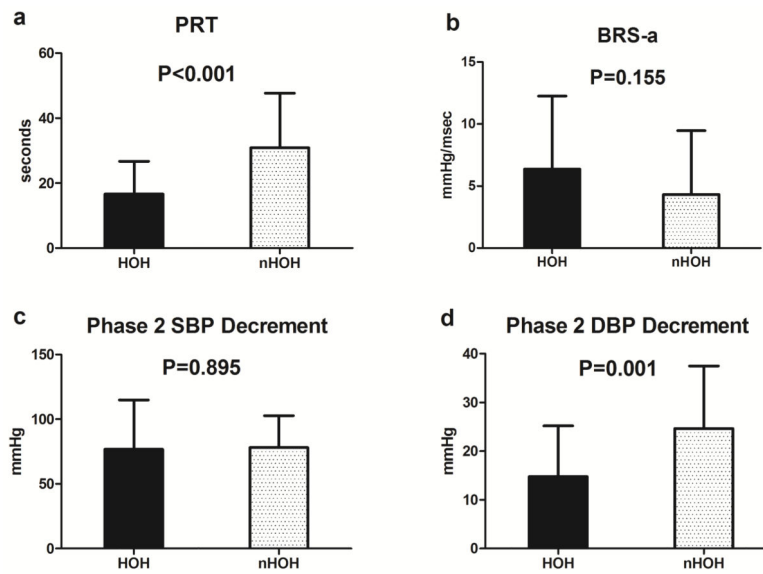 a
PRT
P<0.001
seconds
60
40
20
0
HOH
nHOH
b
BRS-a
P=0.155
mmHg/msec
15
10
5
0
HOH
nHOH
c
Phase 2 SBP Decrement
P=0.895
mmHg
150
100
50
0
HOH
nHOH
d
Phase 2 DBP Decrement
P=0.001
mmHg
40
30
20
10
0
HOH
nHOH